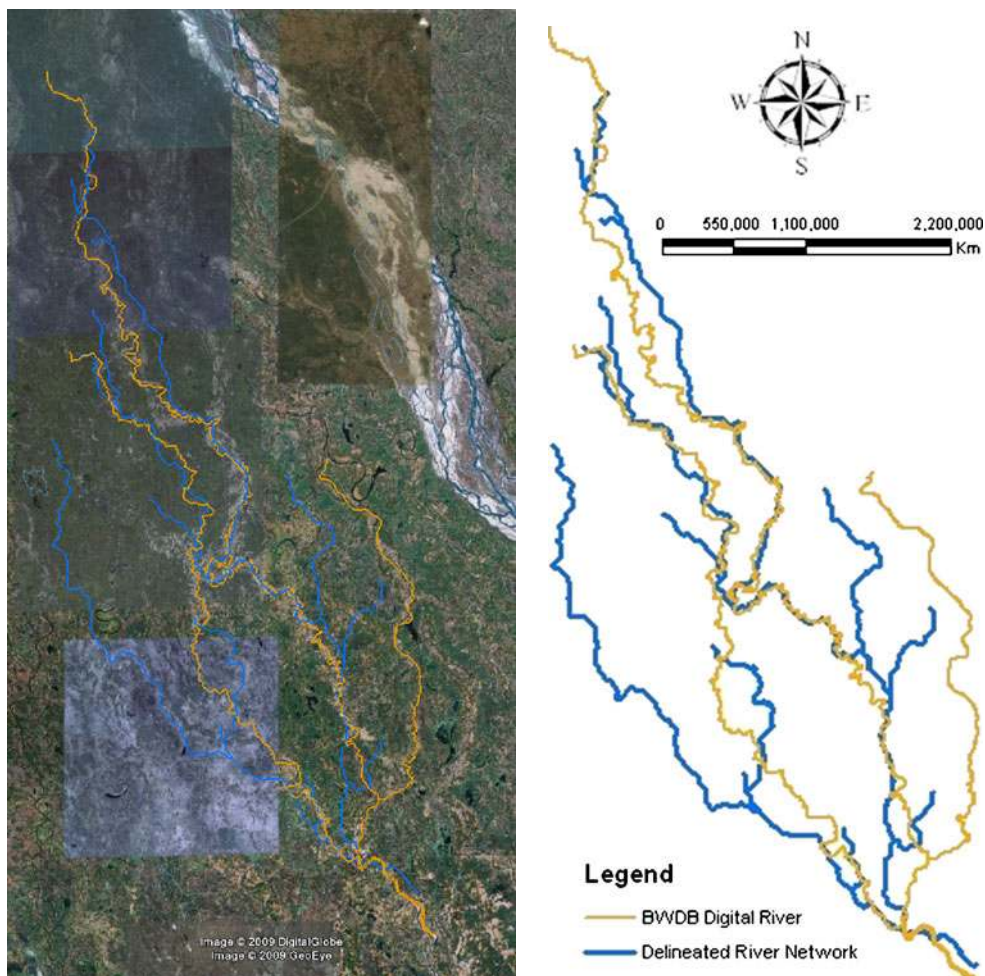 Image © 2009 DigitalGlobe
Image © 2009 GeoEye
N
W E
S
0 550,000 1,100,000 2,200,000
Km
Legend
BWDB Digital River
Delineated River Network